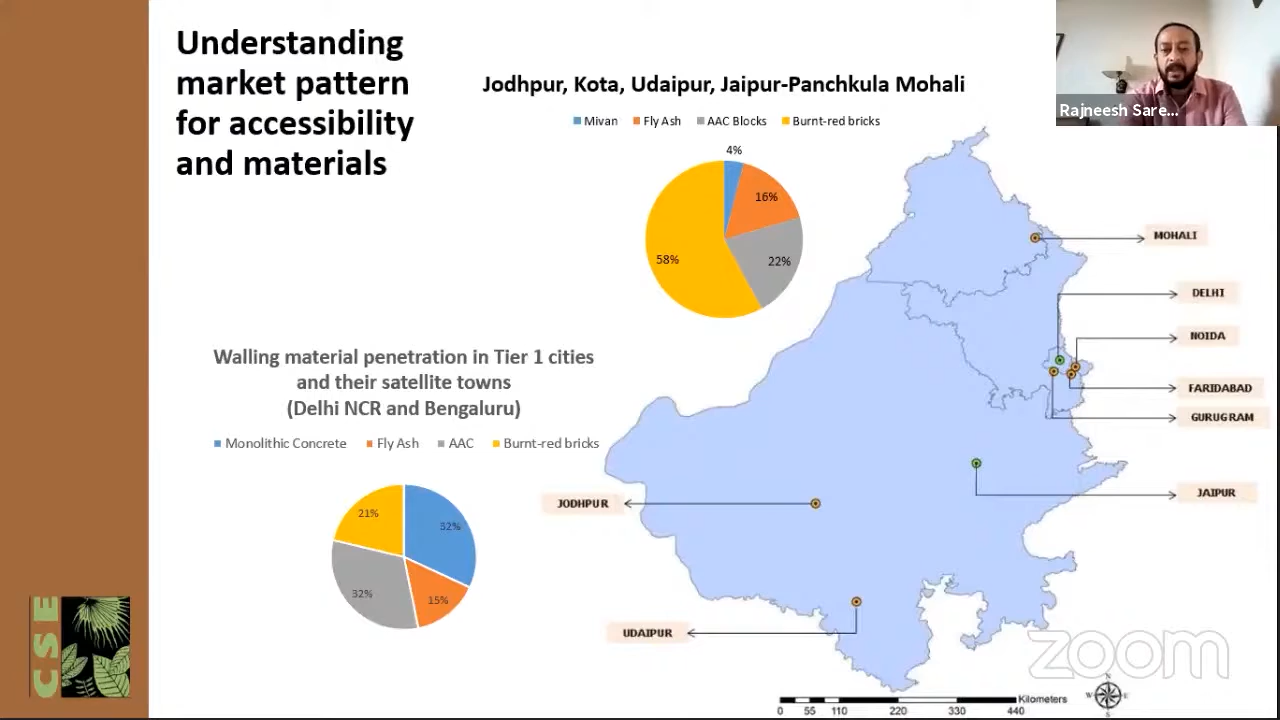 Understanding
market pattern
for accessibility
and materials
Jodhpur, Kota, Udaipur, Jaipur-Panchkula Mohali
Mivan Fly Ash AAC Blocks Burnt-red bricks
4%
16%
22%
58%
Rajneesh Sare...
Walling material penetration in Tier 1 cities
and their satellite towns
(Delhi NCR and Bengaluru)
Monolithic Concrete Fly Ash AAC Burnt-red bricks
32%
15%
32%
21%
MOHALI
DELHI
NOIDA
FARIDABAD
GURUGRAM
JAIPUR
JODHPUR
UDAIPUR
CSE
zoom
Kilometers
0 55 110 220 330 440
N
W E
S